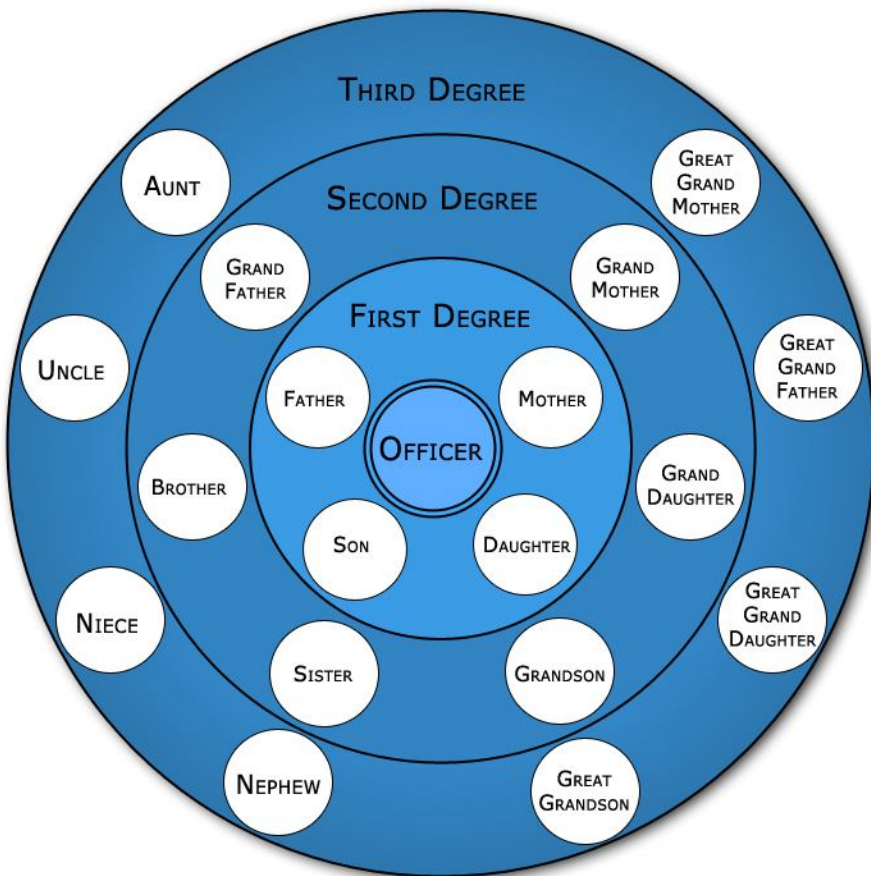 THIRD DEGREE
AUNT
GREAT
GRAND
MOTHER
SECOND DEGREE
GRAND
FATHER
GRAND
MOTHER
FIRST DEGREE
UNCLE
GREAT
GRAND
FATHER
FATHER
MOTHER
OFFICER
BROTHER
GRAND
DAUGHTER
SON
DAUGHTER
NIECE
GREAT
GRAND
DAUGHTER
SISTER
GRANDSON
NEPHEW
GREAT
GRANDSON